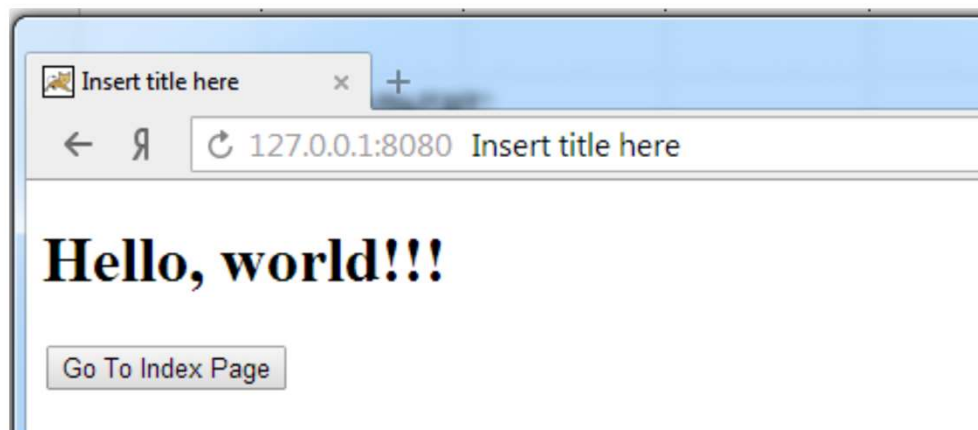 Insert title here
Я 127.0.0.1:8080 Insert title here
Hello, world!!!
Go To Index Page